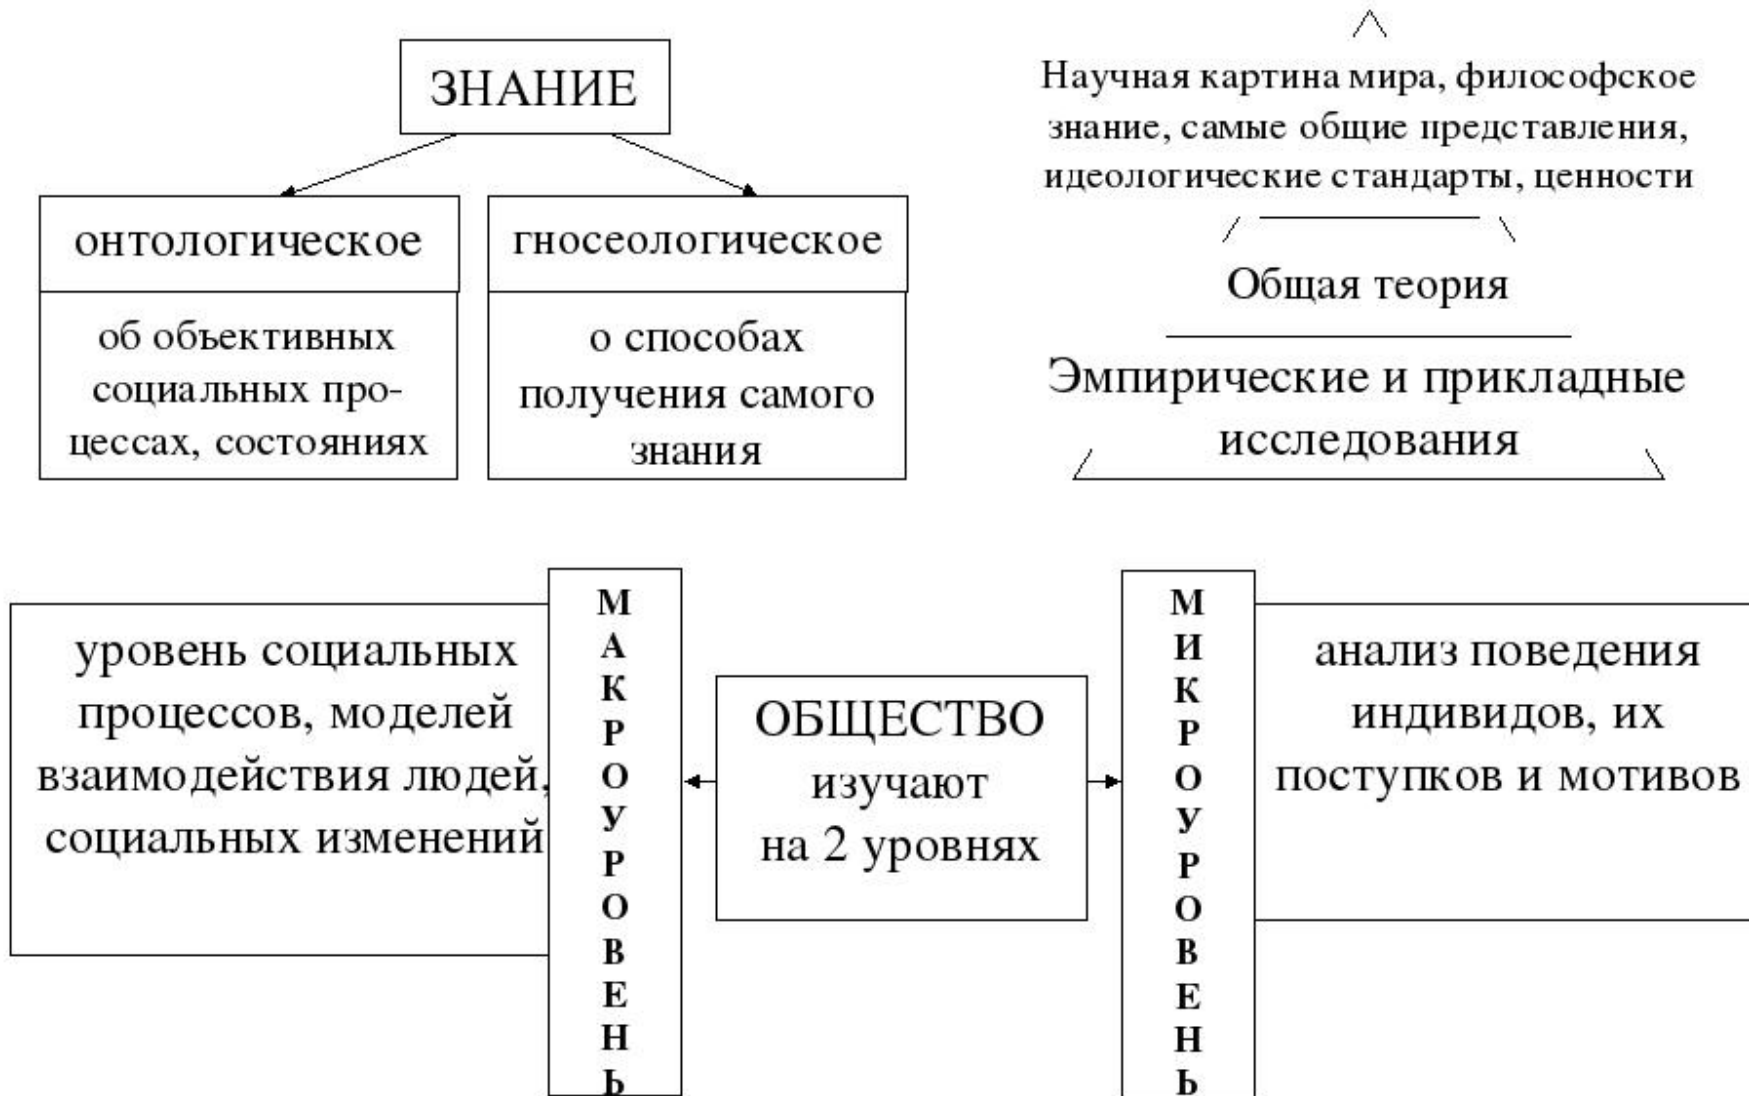 ЗНАНИЕ
онтологическое
об объективных
социальных про-
цессах, состояниях
гносеологическое
о способах
получения самого
знания
Научная картина мира, философское
знание, самые общие представления,
идеологические стандарты, ценности
Общая теория
Эмпирические и прикладные
исследования
уровень социальных
процессов, моделей
взаимодействия людей,
социальных изменений
МАКРОУРОВЕНЬ
ОБЩЕСТВО
изучают
на 2 уровнях
МИКРОУРОВЕНЬ
анализ поведения
индивидов, их
поступков и мотивов